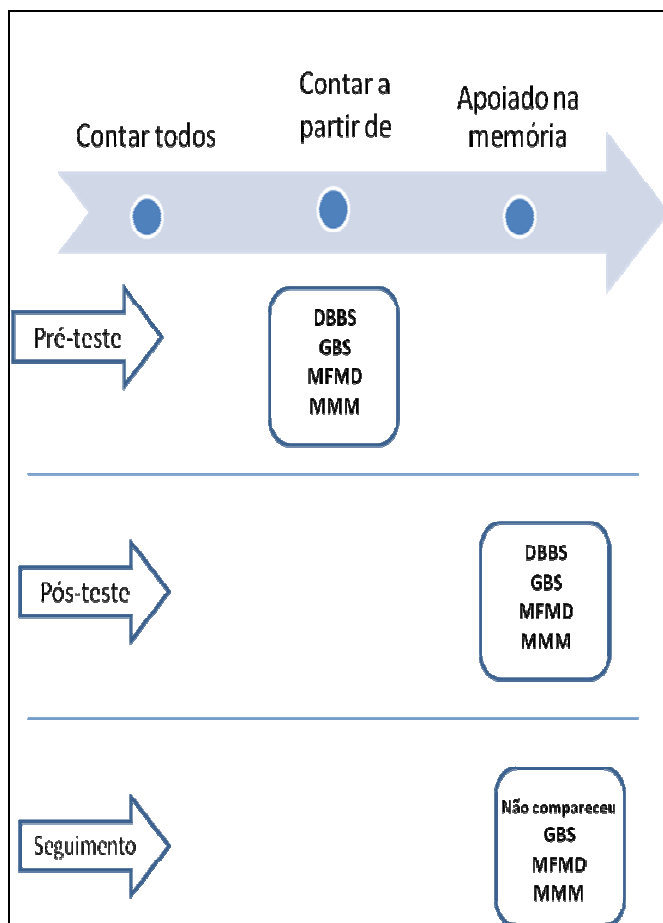 Contar todos
Contar a
partir de
Apoiado na
memória
Pré-teste
DBBS
GBS
MFMD
MMM
Pós-teste
DBBS
GBS
MFMD
MMM
Seguimento
Não compareceu
GBS
MFMD
MMM